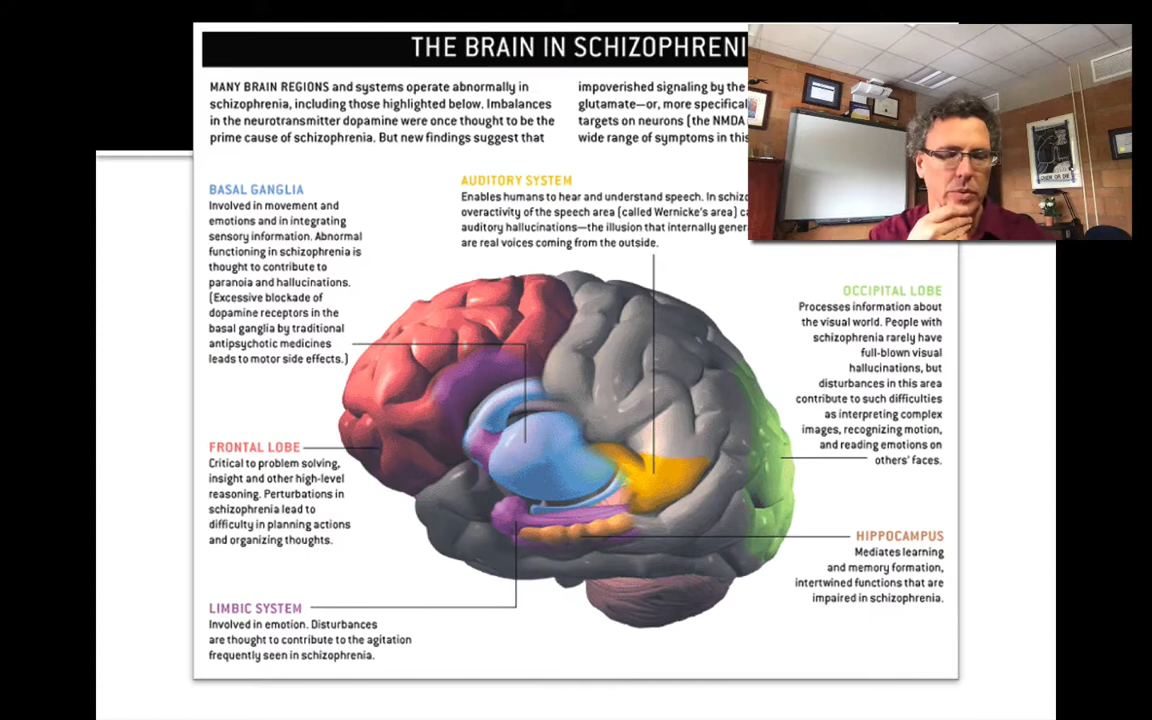 THE BRAIN IN SCHIZOPHRENI
MANY BRAIN REGIONS and systems operate abnormally in
schizophrenia, including those highlighted below. Imbalances
in the neurotransmitter dopamine were once thought to be the
prime cause of schizophrenia. But new findings suggest that
impoverished signaling by the
glutamate—or, more specifical
targets on neurons (the NMDA
wide range of symptoms in this
BASAL GANGLIA
Involved in movement and
emotions and in integrating
sensory information. Abnormal
functioning in schizophrenia is
thought to contribute to
paranoia and hallucinations.
(Excessive blockade of
dopamine receptors in the
basal ganglia by traditional
antipsychotic medicines
leads to motor side effects.)
AUDITORY SYSTEM
Enables humans to hear and understand speech. In schizo
overactivity of the speech area (called Wernicke's area) ca
auditory hallucinations—the illusion that internally genera
are real voices coming from the outside.
OCCIPITAL LOBE
Processes information about
the visual world. People with
schizophrenia rarely have
full-blown visual
hallucinations, but
disturbances in this area
contribute to such difficulties
as interpreting complex
images, recognizing motion,
and reading emotions on
others' faces.
FRONTAL LOBE
Critical to problem solving,
insight and other high-level
reasoning. Perturbations in
schizophrenia lead to
difficulty in planning actions
and organizing thoughts.
HIPPOCAMPUS
Mediates learning
and memory formation,
intertwined functions that are
impaired in schizophrenia.
LIMBIC SYSTEM
Involved in emotion. Disturbances
are thought to contribute to the agitation
frequently seen in schizophrenia.